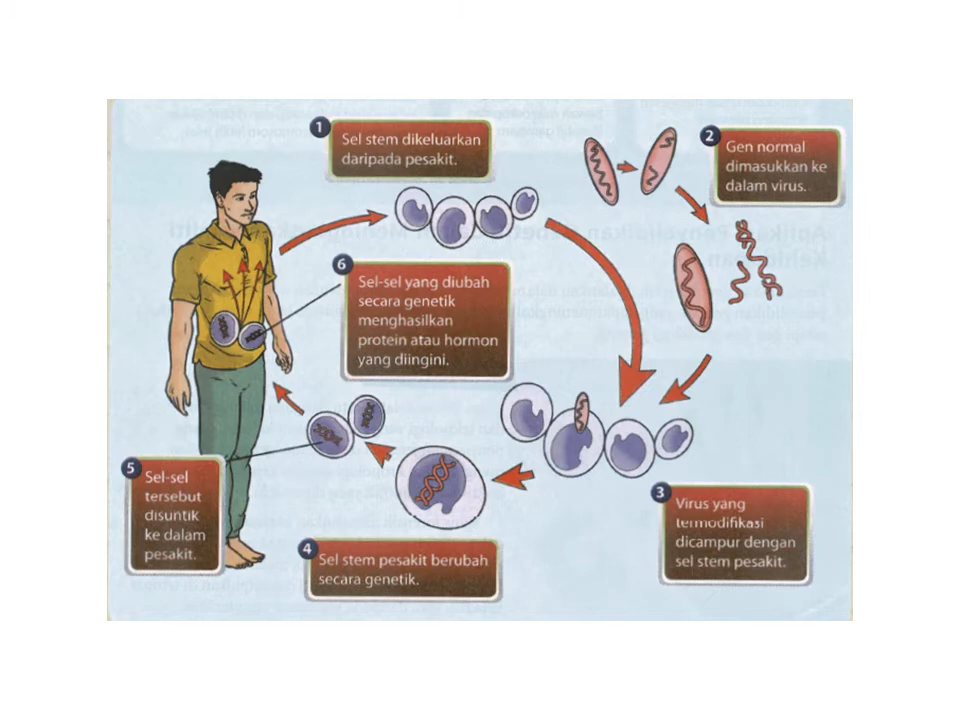 1
Sel stem dikeluarkan
daripada pesakit.
2
Gen normal
dimasukkan ke
dalam virus.
6
Sel-sel yang diubah
secara genetik
menghasilkan
protein atau hormon
yang diingini.
5
Sel-sel
tersebut
disuntik
ke dalam
pesakit.
4
Sel stem pesakit berubah
secara genetik.
3
Virus yang
termodifikasi
dicampur dengan
sel stem pesakit.